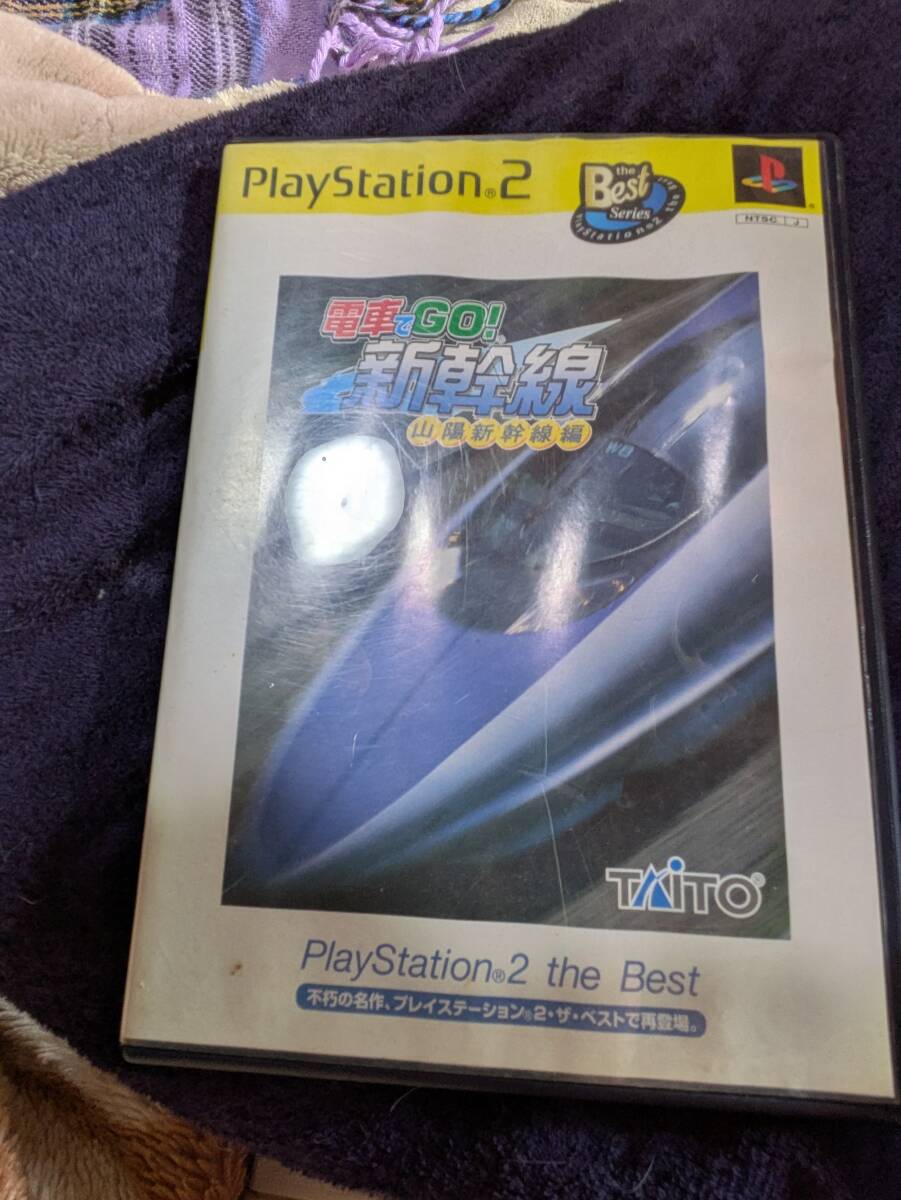 PlayStation®2
the
Best
Series
PlayStation®2 the Best
NTSC J
電車でGO!
新幹線
山陽新幹線編
W8
TAITO®
PlayStation®2 the Best
不朽の名作、プレイステーション®2・ザ・ベストで再登場。